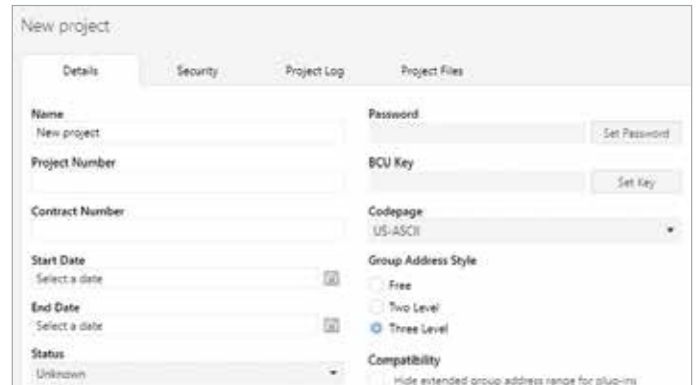 New project
Details
Security
Project Log
Project Files
Name
New project
Project Number
Contract Number
Start Date
Select a date
End Date
Select a date
Status
Unknown
Password
Set Password
BCU Key
Set Key
Codepage
US-ASCII
Group Address Style
Free
Two Level
Three Level
Compatibility
Hide extended group address range for plug-ins